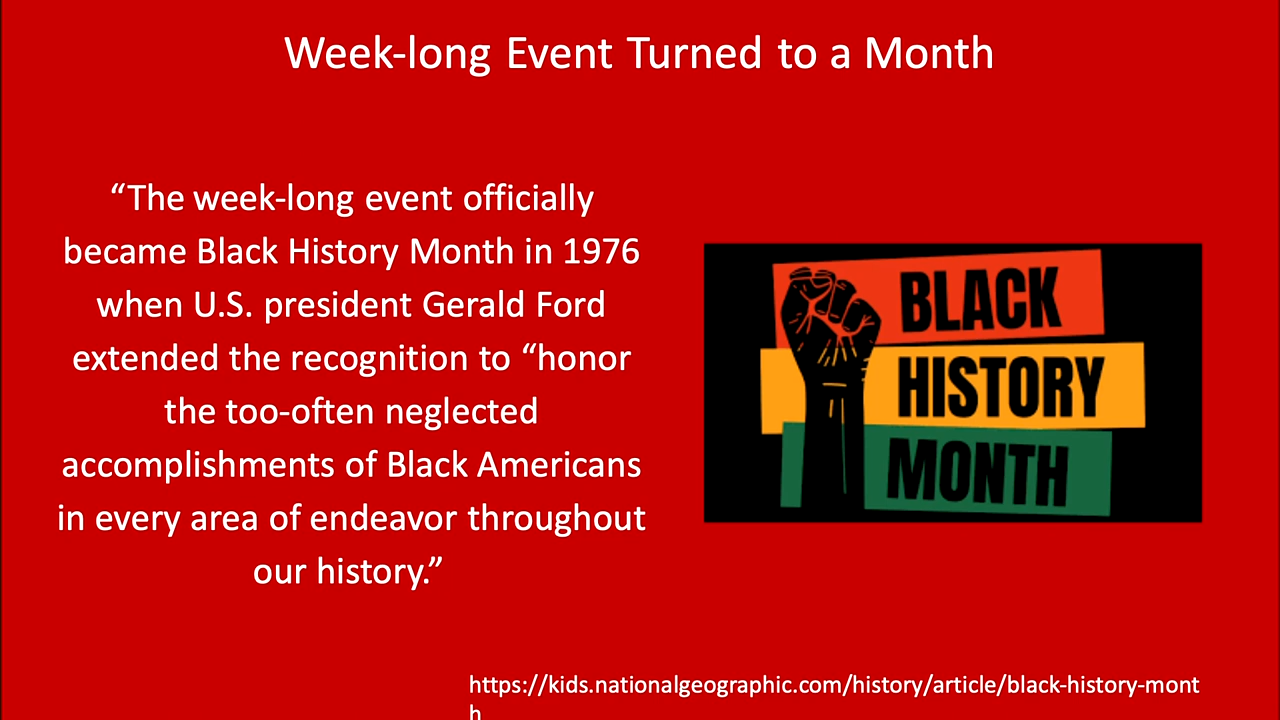 Week-long Event Turned to a Month
“The week-long event officially
became Black History Month in 1976
when U.S. president Gerald Ford
extended the recognition to “honor
the too-often neglected
accomplishments of Black Americans
in every area of endeavor throughout
our history.”
BLACK
HISTORY
MONTH
https://kids.nationalgeographic.com/history/article/black-history-mont
h